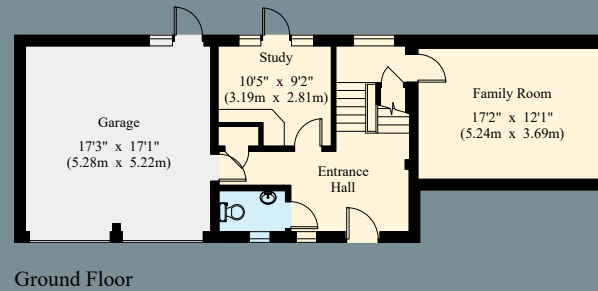 Study
10'5" x 9'2"
(3.19m x 2.81m)
Garage
17'3" x 17'1"
(5.28m x 5.22m)
Family Room
17'2" x 12'1"
(5.24m x 3.69m)
Entrance
Hall
Ground Floor